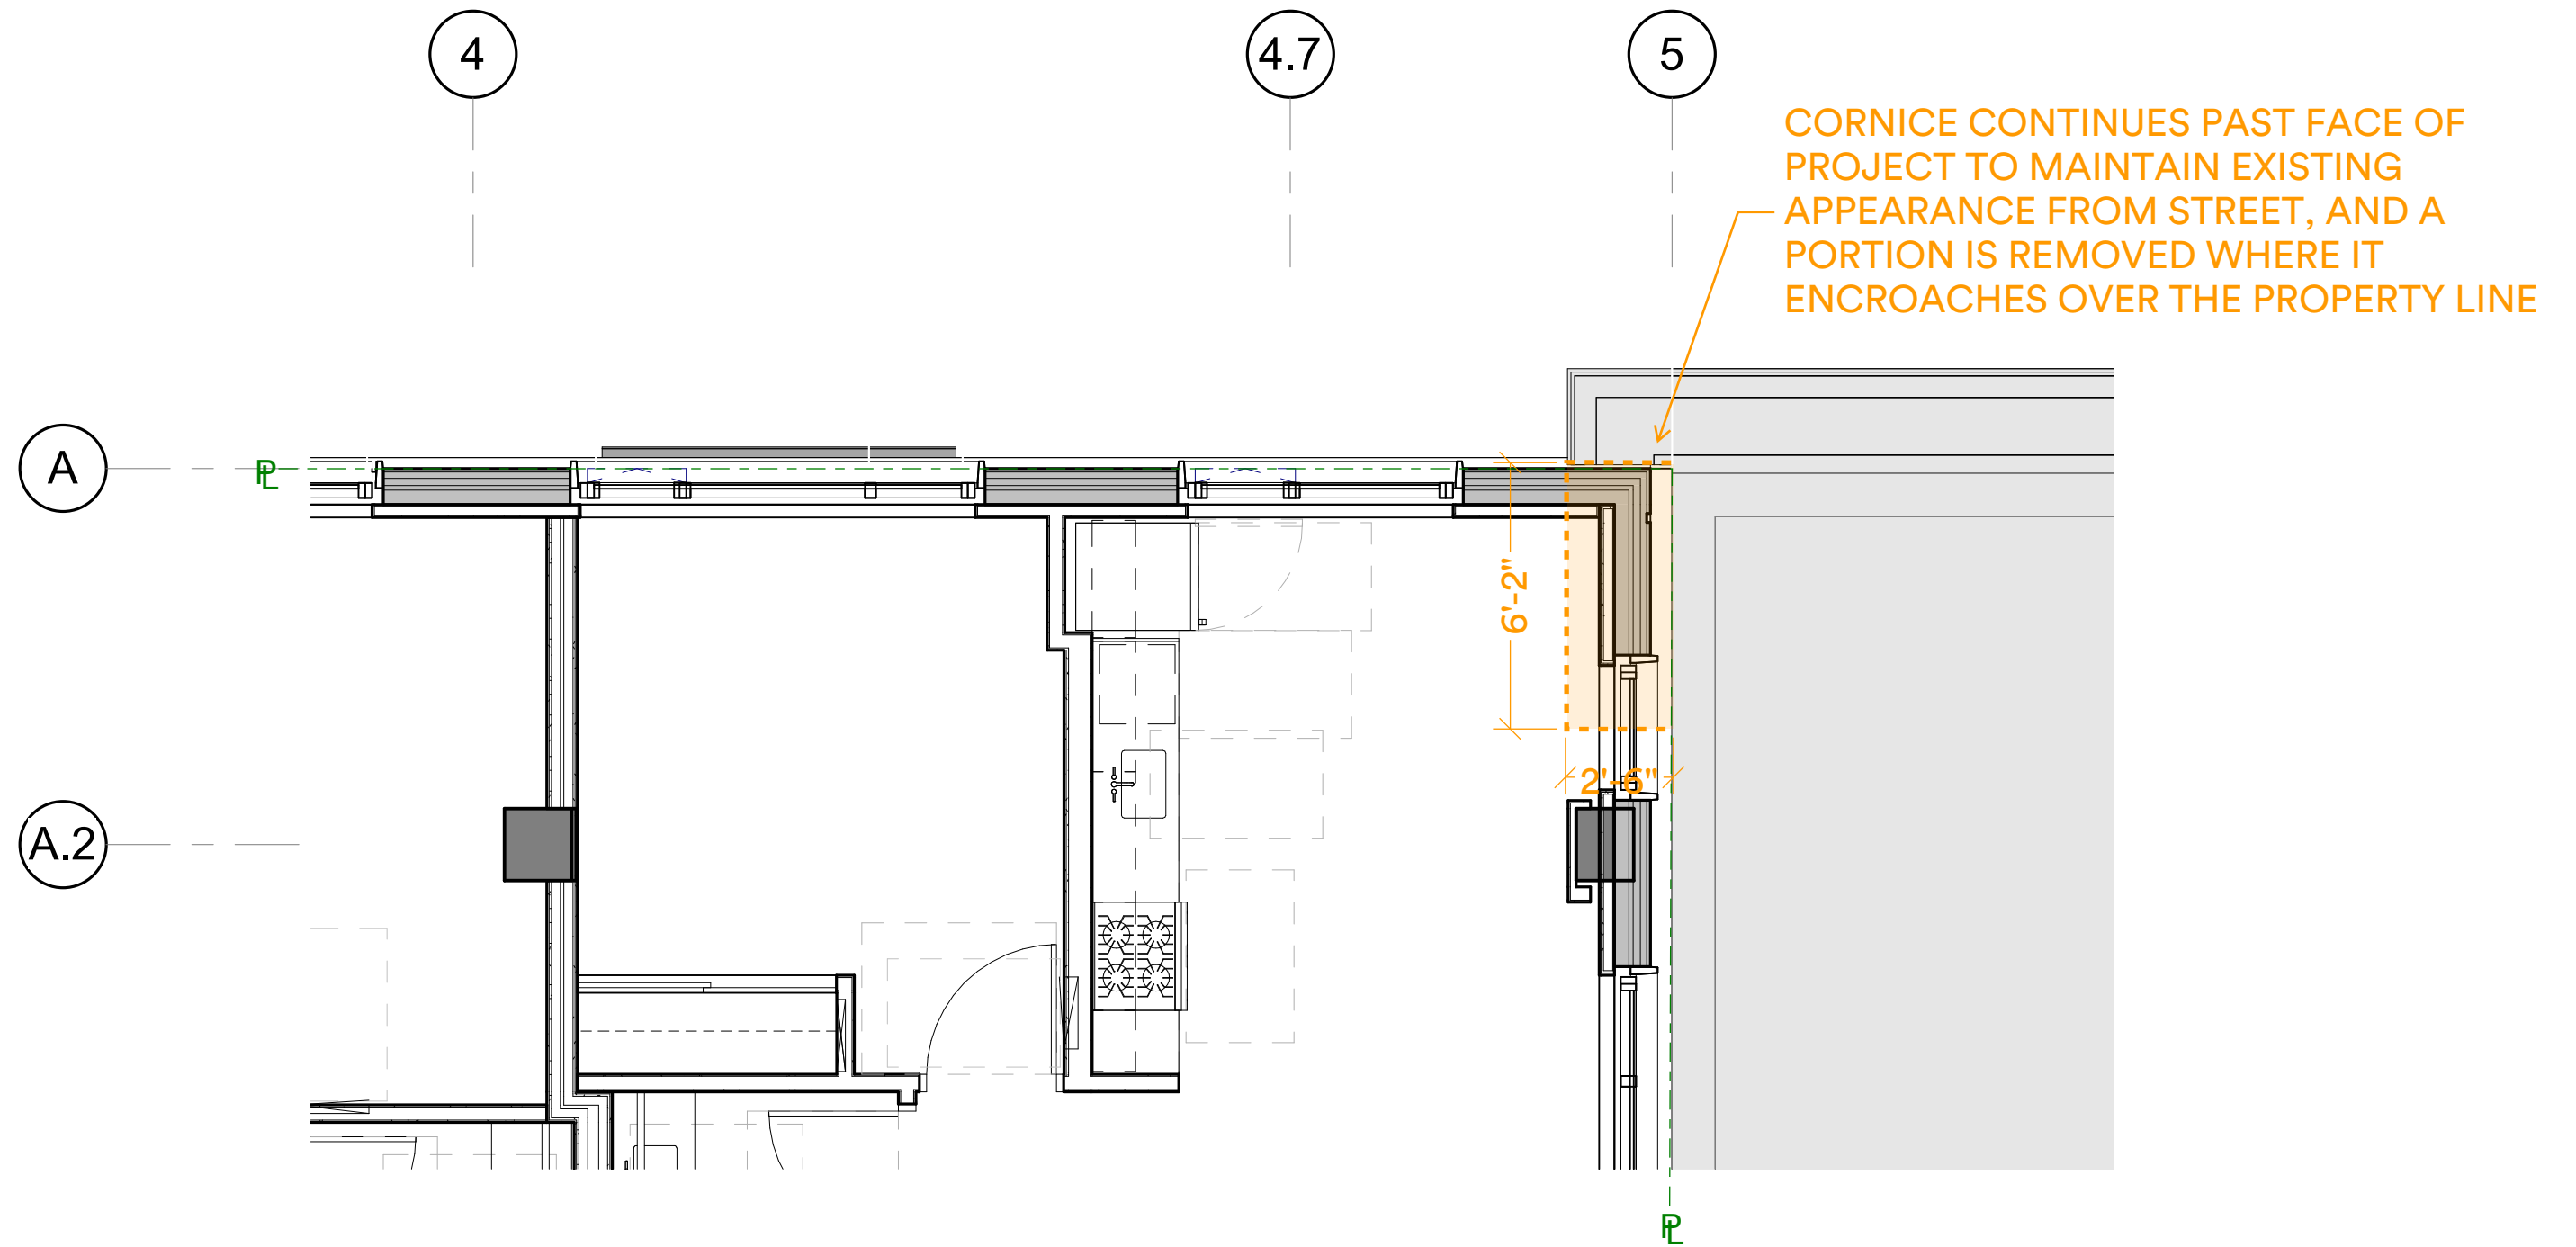 4
4.7
5
CORNICE CONTINUES PAST FACE OF
PROJECT TO MAINTAIN EXISTING
APPEARANCE FROM STREET, AND A
PORTION IS REMOVED WHERE IT
ENCROACHES OVER THE PROPERTY LINE
A
PL
6'-2"
2'-6"
A.2
PL